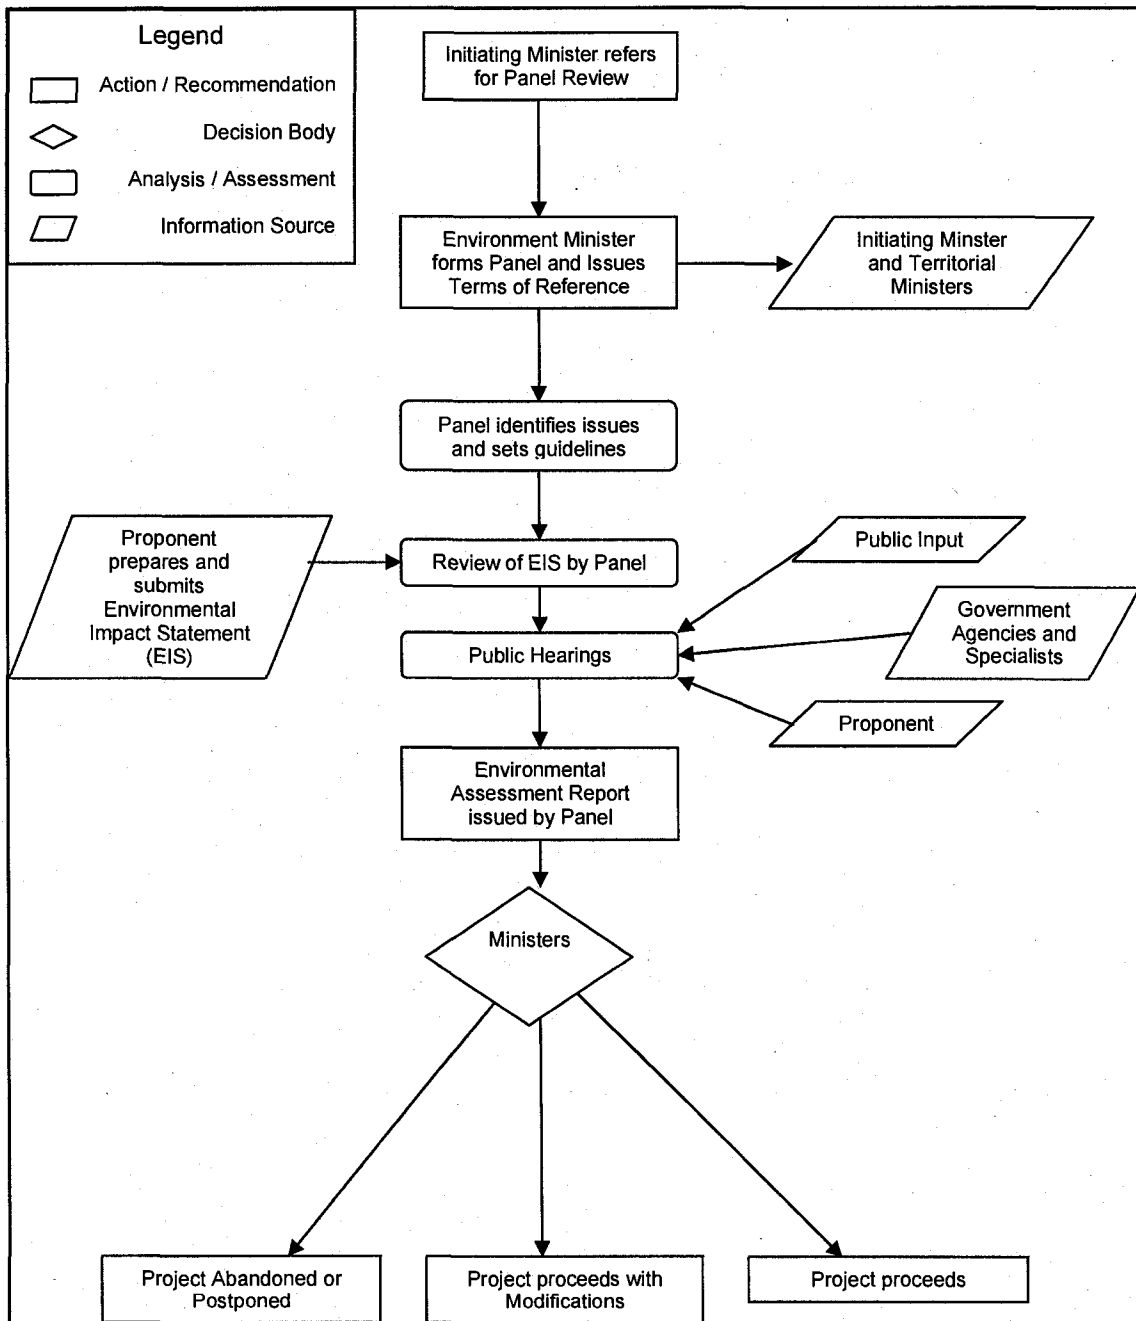 Legend
Action / Recommendation
Decision Body
Analysis / Assessment
Information Source
Initiating Minister refers
for Panel Review
Environment Minister
forms Panel and Issues
Terms of Reference
Initiating Minster
and Territorial
Ministers
Panel identifies issues
and sets guidelines
Proponent
prepares and
submits
Environmental
Impact Statement
(EIS)
Review of EIS by Panel
Public Input
Government
Agencies and
Specialists
Public Hearings
Proponent
Environmental
Assessment Report
issued by Panel
Ministers
Project Abandoned or
Postponed
Project proceeds with
Modifications
Project proceeds